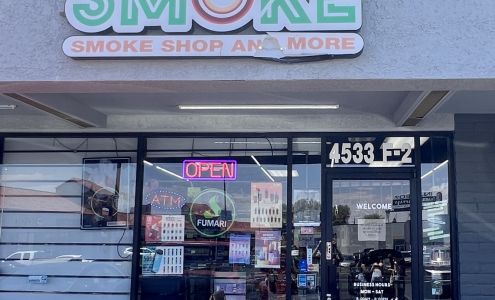 SMOKE
SMOKE SHOP AND MORE
4533 F-2
OPEN
ATM
FUMARI
WELCOME
BUSINESS HOURS
MON - SAT